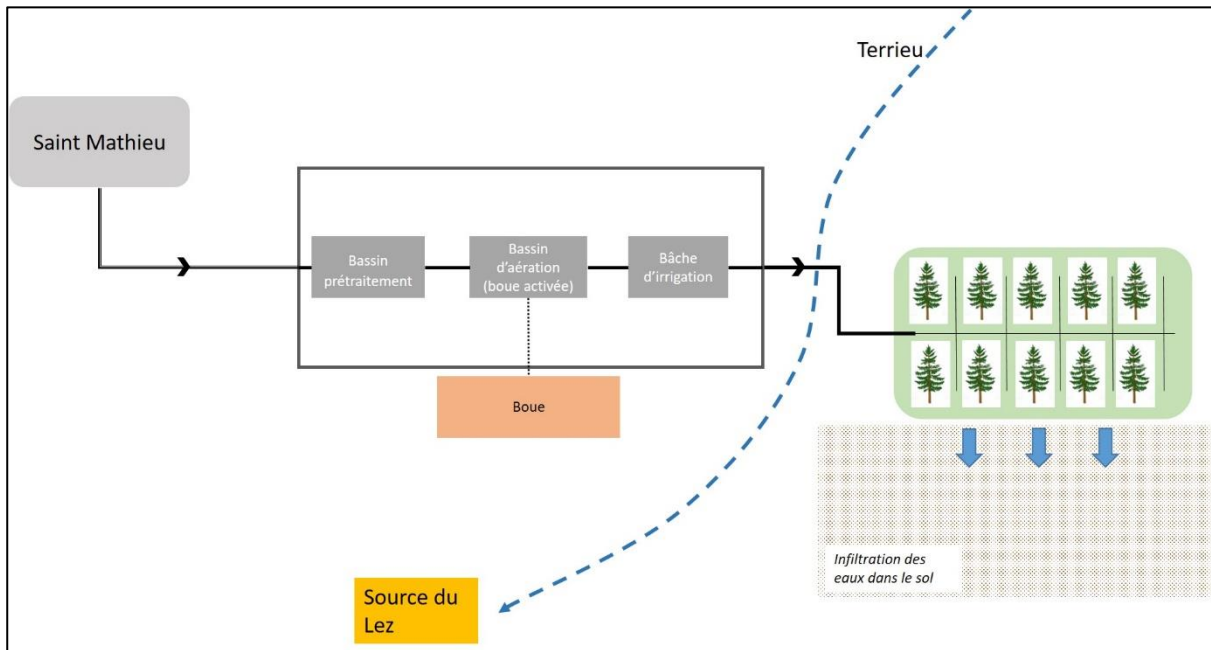 Terrieu
Saint Mathieu
Bassin
prétraitement
Bassin
d'aération
(boue activée)
Bâche
d'irrigation
Boue
Infiltration des
eaux dans le sol
Source du
Lez